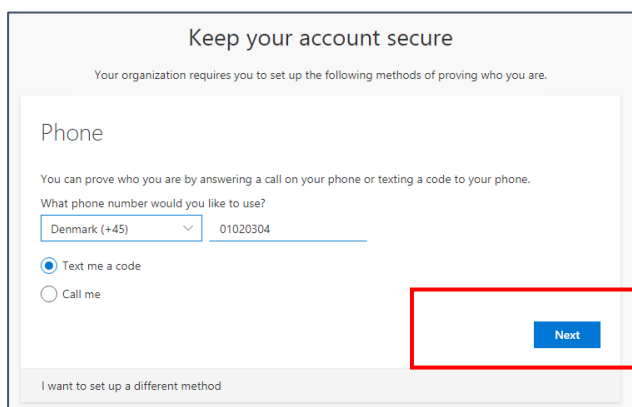 Keep your account secure
Your organization requires you to set up the following methods of proving who you are.
Phone
You can prove who you are by answering a call on your phone or texting a code to your phone.
What phone number would you like to use?
Denmark (+45) 01020304
Text me a code
Call me
Next
I want to set up a different method